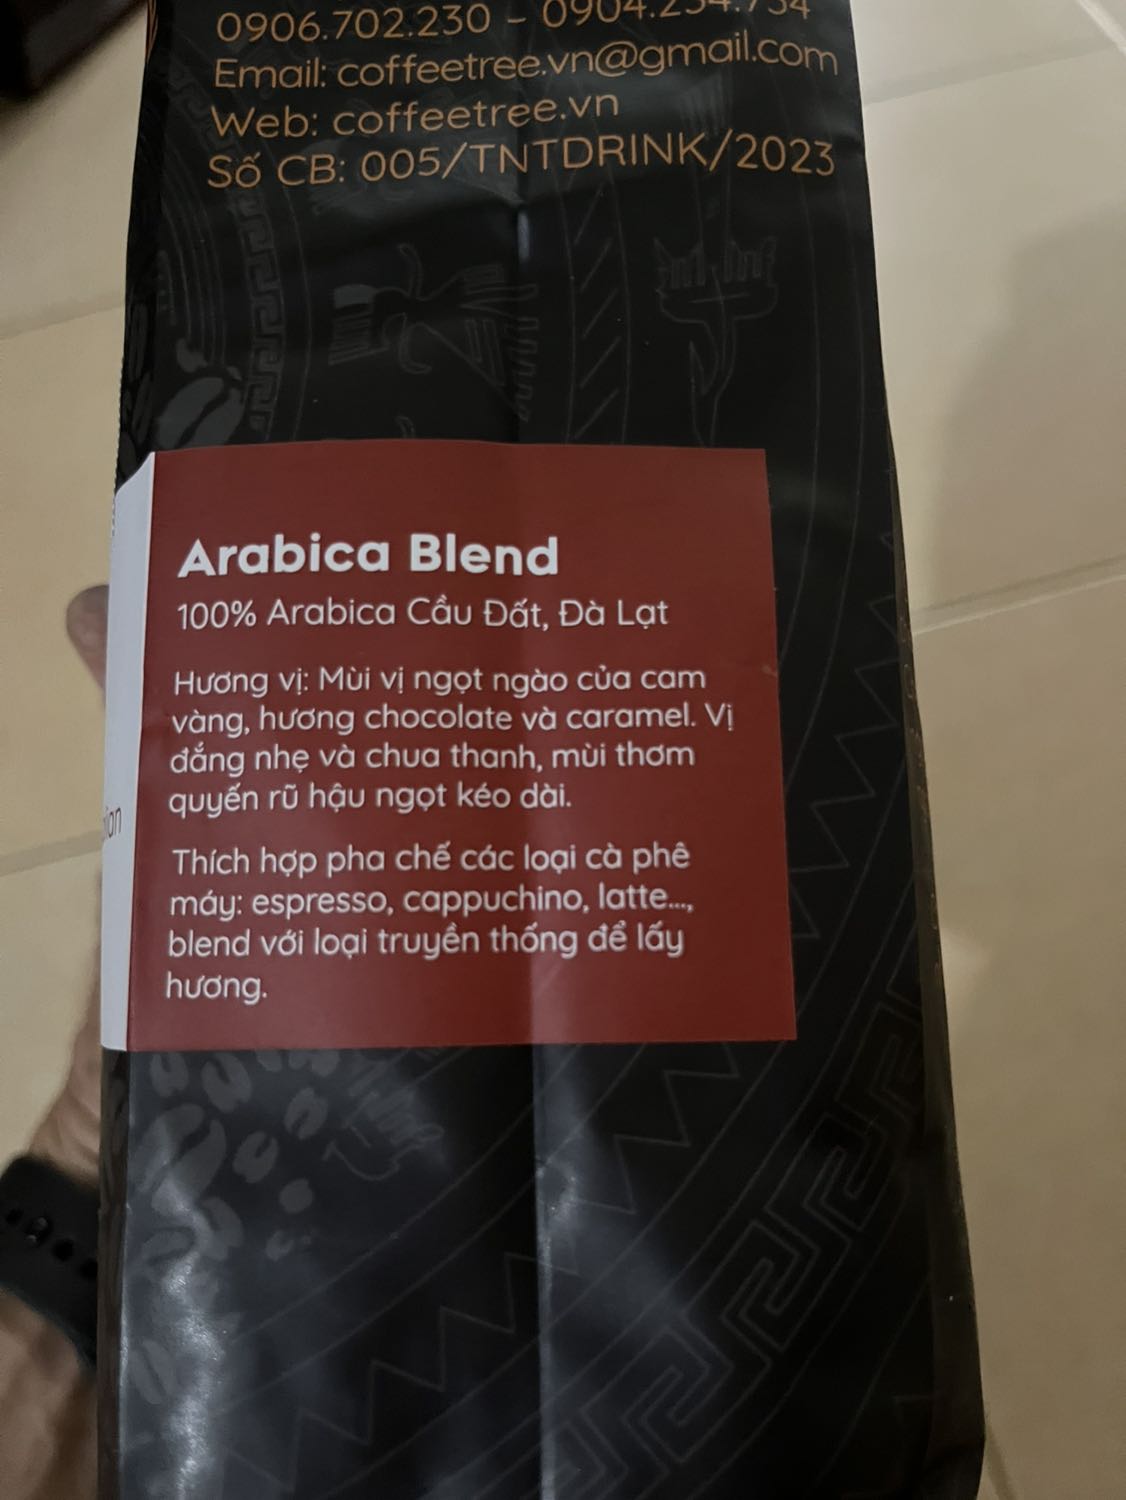 0906.702.230 – 0904.254.734
Email: coffeetree.vn@gmail.com
Web: coffeetree.vn
Số CB: 005/TNTDRINK/2023
Arabica Blend
100% Arabica Cầu Đất, Đà Lạt
Hương vị: Mùi vị ngọt ngào của cam
vàng, hương chocolate và caramel. Vị
đắng nhẹ và chua thanh, mùi thơm
quyến rũ hậu ngọt kéo dài.
Thích hợp pha chế các loại cà phê
máy: espresso, cappuchino, latte...,
blend với loại truyền thống để lấy
hương.